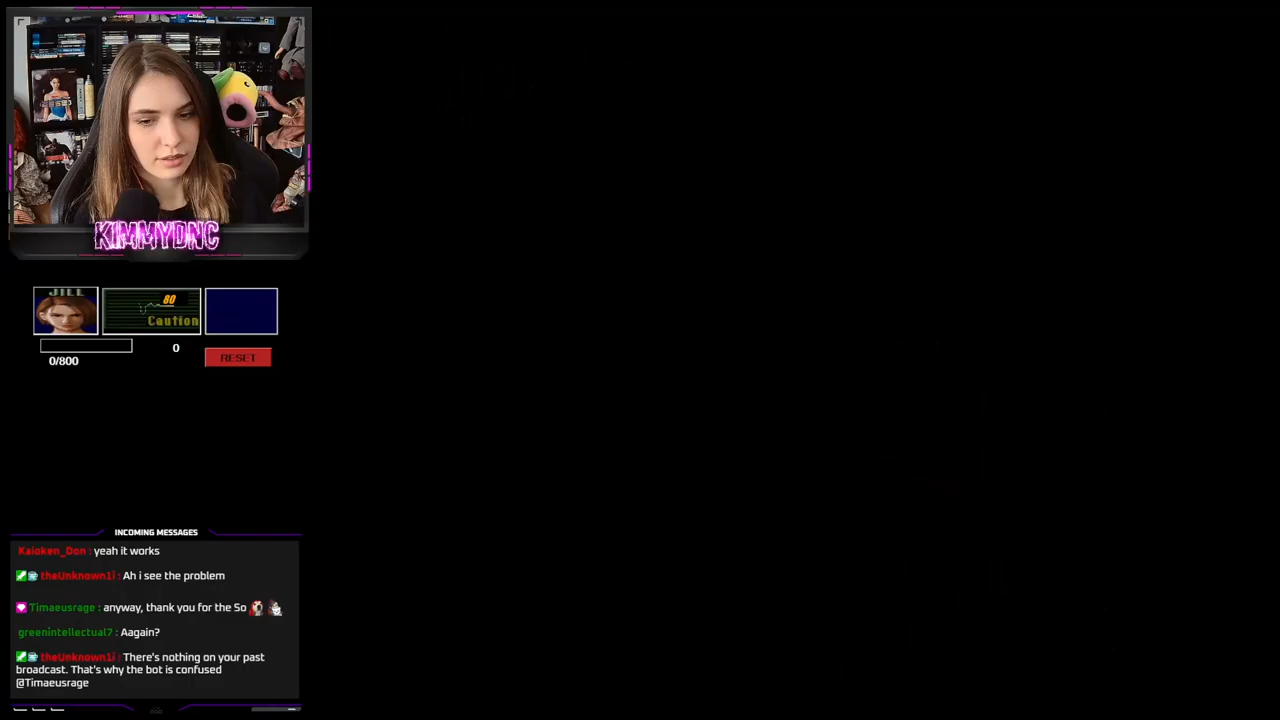 KIMMYDNC
JILL
80
Caution
0
0/800
RESET
INCOMING MESSAGES
Kaioken_Don : yeah it works
theUnknown1i : Ah i see the problem
Timaeusrage : anyway, thank you for the So
greenintellectual7 : Aagain?
theUnknown1i : There's nothing on your past
broadcast. That's why the bot is confused
@Timaeusrage